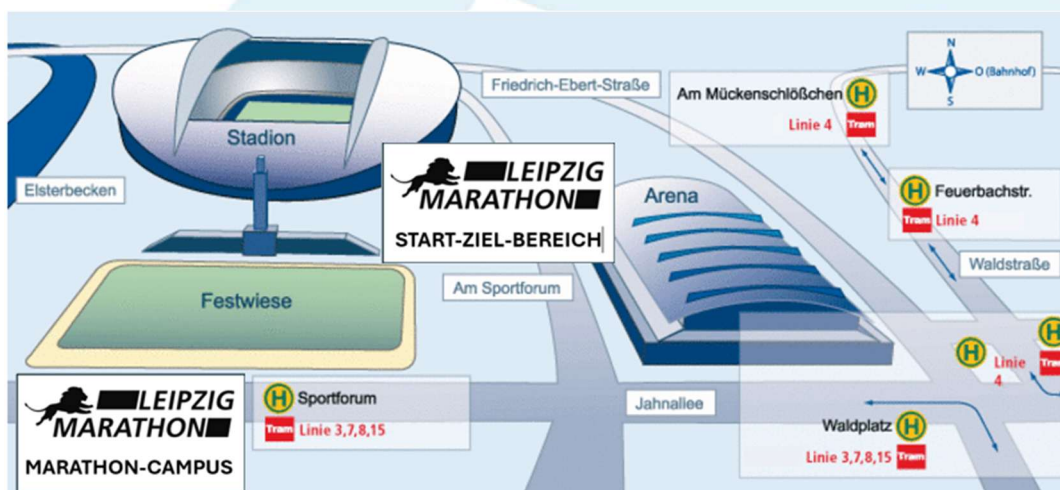 N
W
O (Bahnhof)
S
Friedrich-Ebert-Straße
Am Mückenschlößchen H
Linie 4 Tram
Stadion
Elsterbecken
LEIPZIG
MARATHON
START-ZIEL-BEREICH
Arena
H Feuerbachstr.
Tram Linie 4
Waldstraße
Festwiese
Am Sportforum
H
H
Linie
4
Tram
LEIPZIG
MARATHON
MARATHON-CAMPUS
H Sportforum
Tram Linie 3,7,8,15
Jahnallee
Waldplatz H
Linie 3,7,8,15 Tram